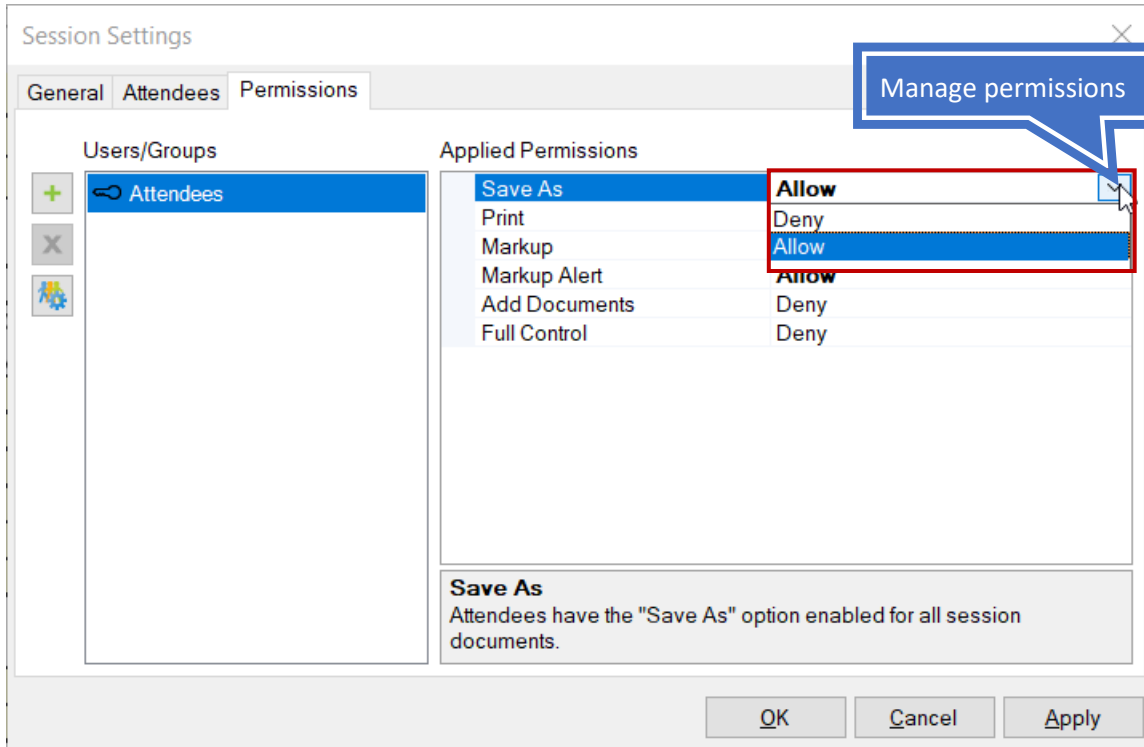 Session Settings
Manage permissions
General Attendees Permissions
Users/Groups
Applied Permissions
Attendees
Save As Allow
Print Deny
Markup Allow
Markup Alert Allow
Add Documents Deny
Full Control Deny
Save As
Attendees have the "Save As" option enabled for all session
documents.
OK Cancel Apply